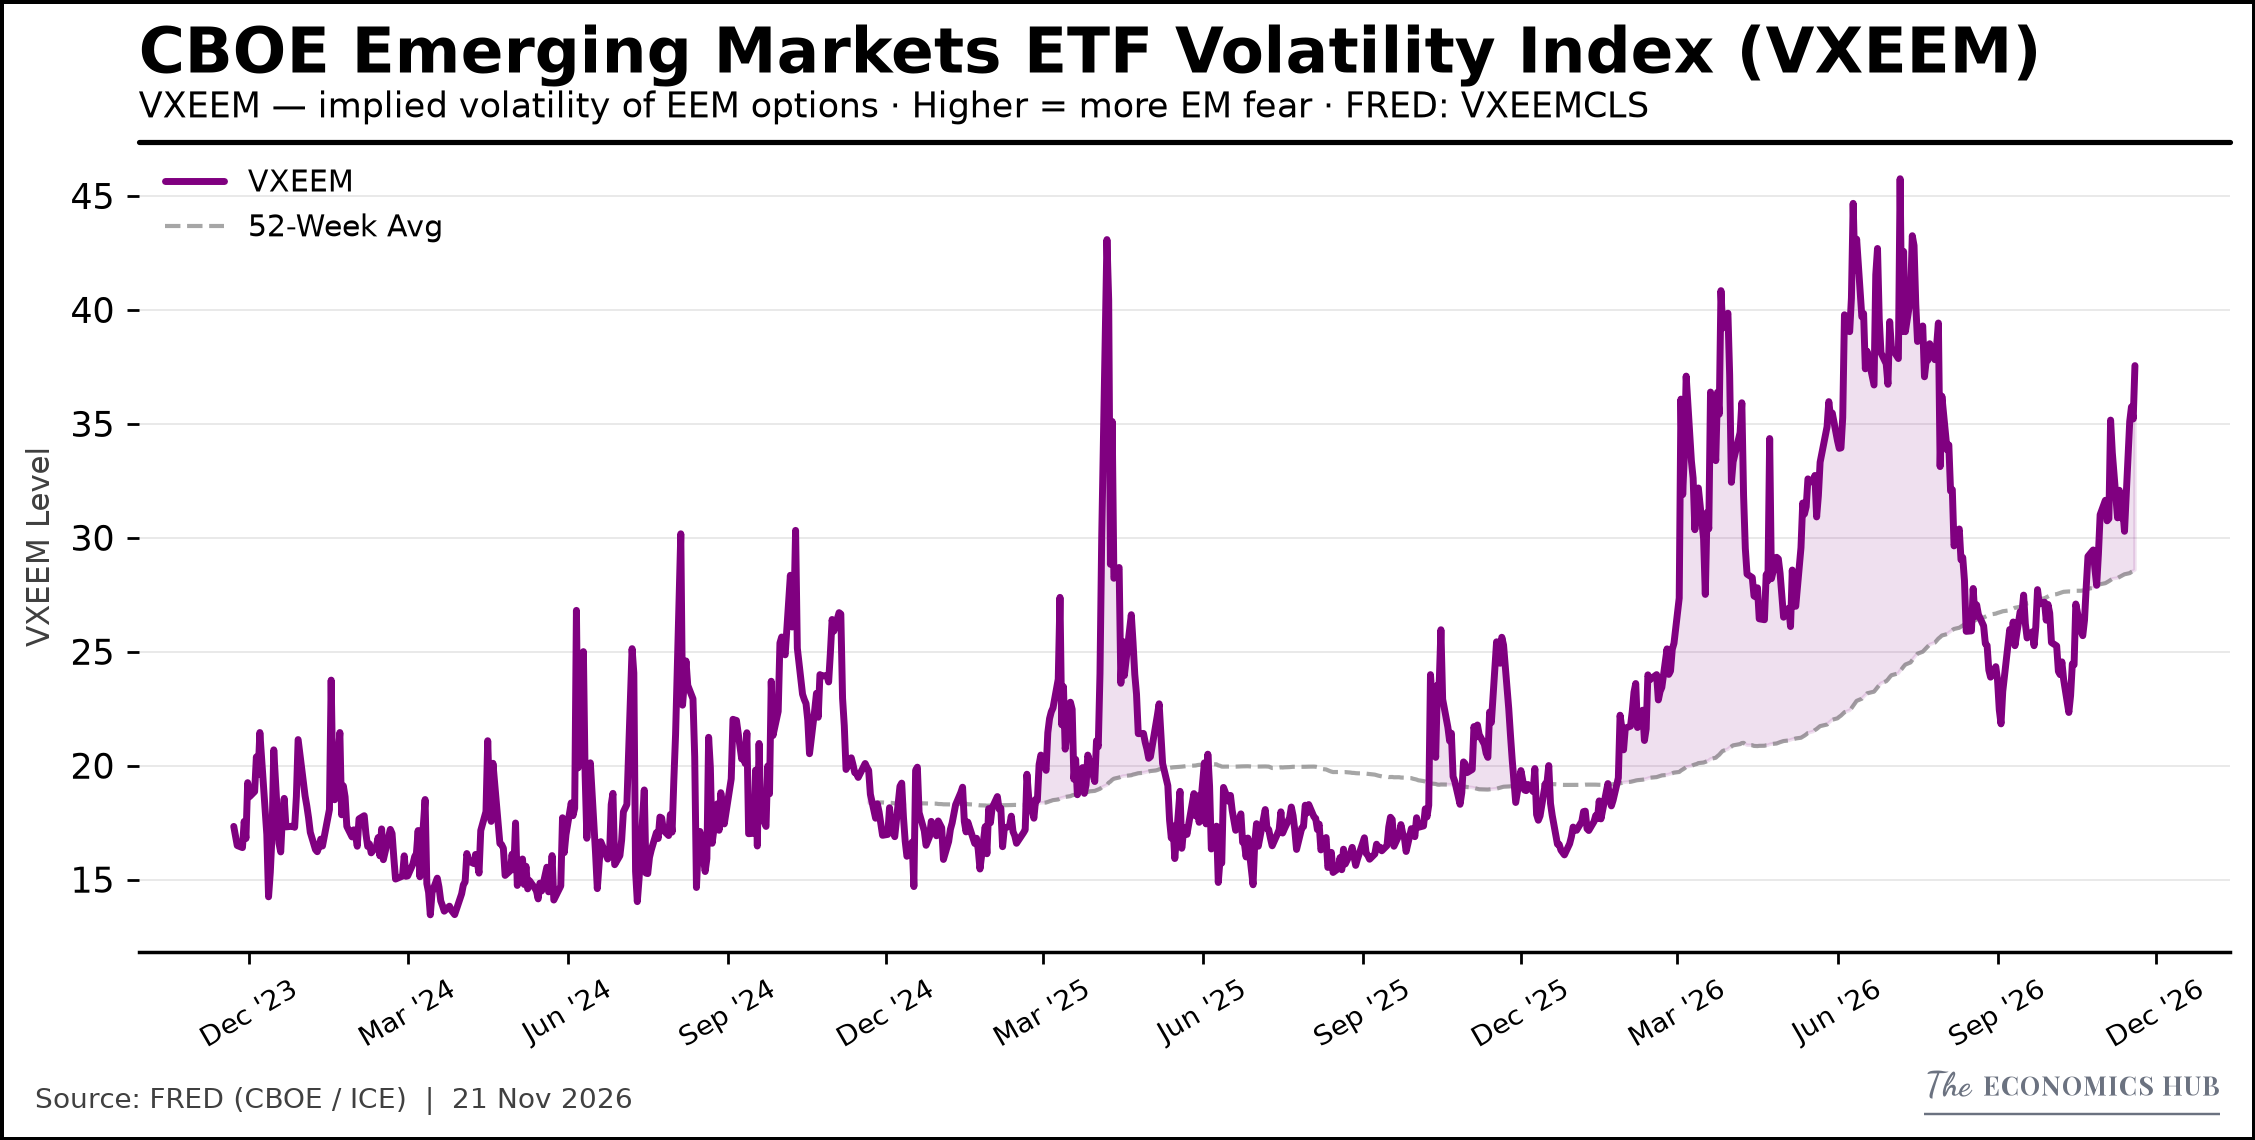 CBOE Emerging Markets ETF Volatility Index (VXEEM)
VXEEM — implied volatility of EEM options · Higher = more EM fear · FRED: VXEEMCLS
VXEEM
52-Week Avg
VXEEM Level
45
40
35
30
25
20
15
Dec '23
Mar '24
Jun '24
Sep '24
Dec '24
Mar '25
Jun '25
Sep '25
Dec '25
Mar '26
Jun '26
Sep '26
Dec '26
Source: FRED (CBOE / ICE) | 21 Nov 2026
The ECONOMICS HUB